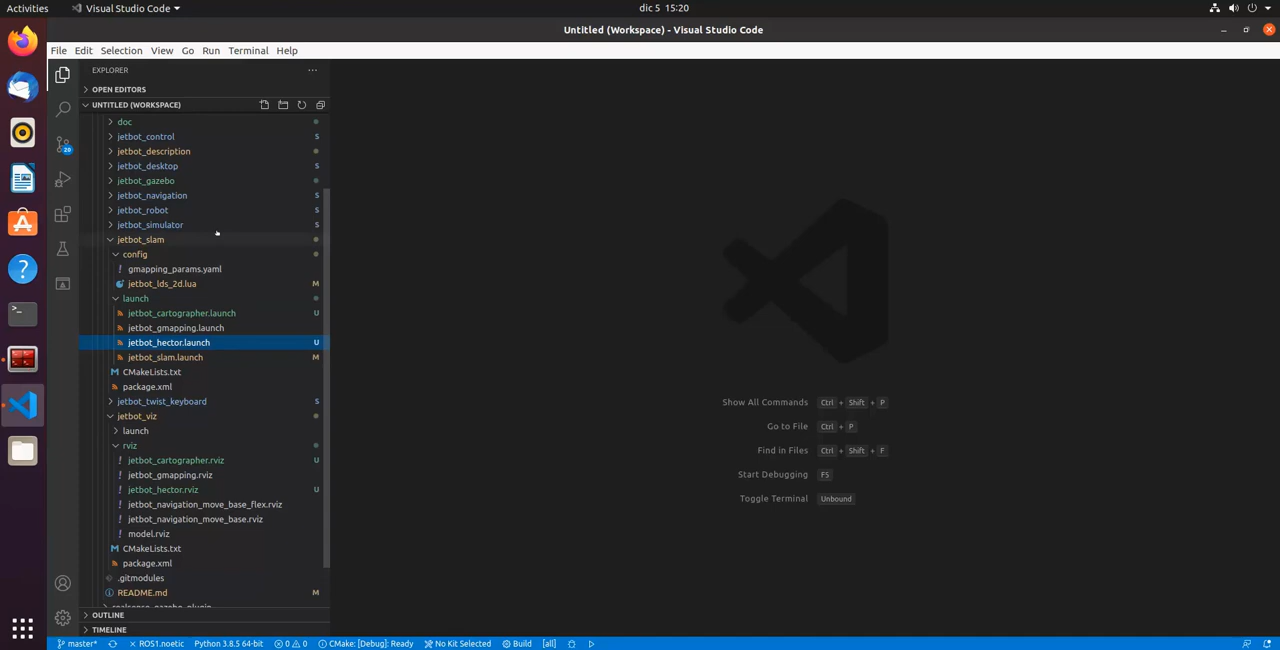 Activities
Visual Studio Code
dic 5 15:20
Untitled (Workspace) - Visual Studio Code
File Edit Selection View Go Run Terminal Help
EXPLORER
OPEN EDITORS
UNTITLED (WORKSPACE)
doc
jetbot_control S
jetbot_description
jetbot_desktop S
jetbot_gazebo
jetbot_navigation S
jetbot_robot S
jetbot_simulator S
jetbot_slam
config
! gmapping_params.yaml
jetbot_lds_2d.lua M
launch
jetbot_cartographer.launch U
jetbot_gmapping.launch
jetbot_hector.launch U
jetbot_slam.launch M
M CMakeLists.txt
package.xml
jetbot_twist_keyboard S
jetbot_viz
launch
rviz
! jetbot_cartographer.rviz U
! jetbot_gmapping.rviz
! jetbot_hector.rviz U
! jetbot_navigation_move_base_flex.rviz
! jetbot_navigation_move_base.rviz
! model.rviz
M CMakeLists.txt
package.xml
.gitmodules
README.md M
realsense_gazebo_plugin
OUTLINE
TIMELINE
20
Show All Commands Ctrl + Shift + P
Go to File Ctrl + P
Find in Files Ctrl + Shift + F
Start Debugging F5
Toggle Terminal Unbound
master* ROS1.noetic Python 3.8.5 64-bit 0 0 CMake: [Debug]: Ready No Kit Selected Build [all]